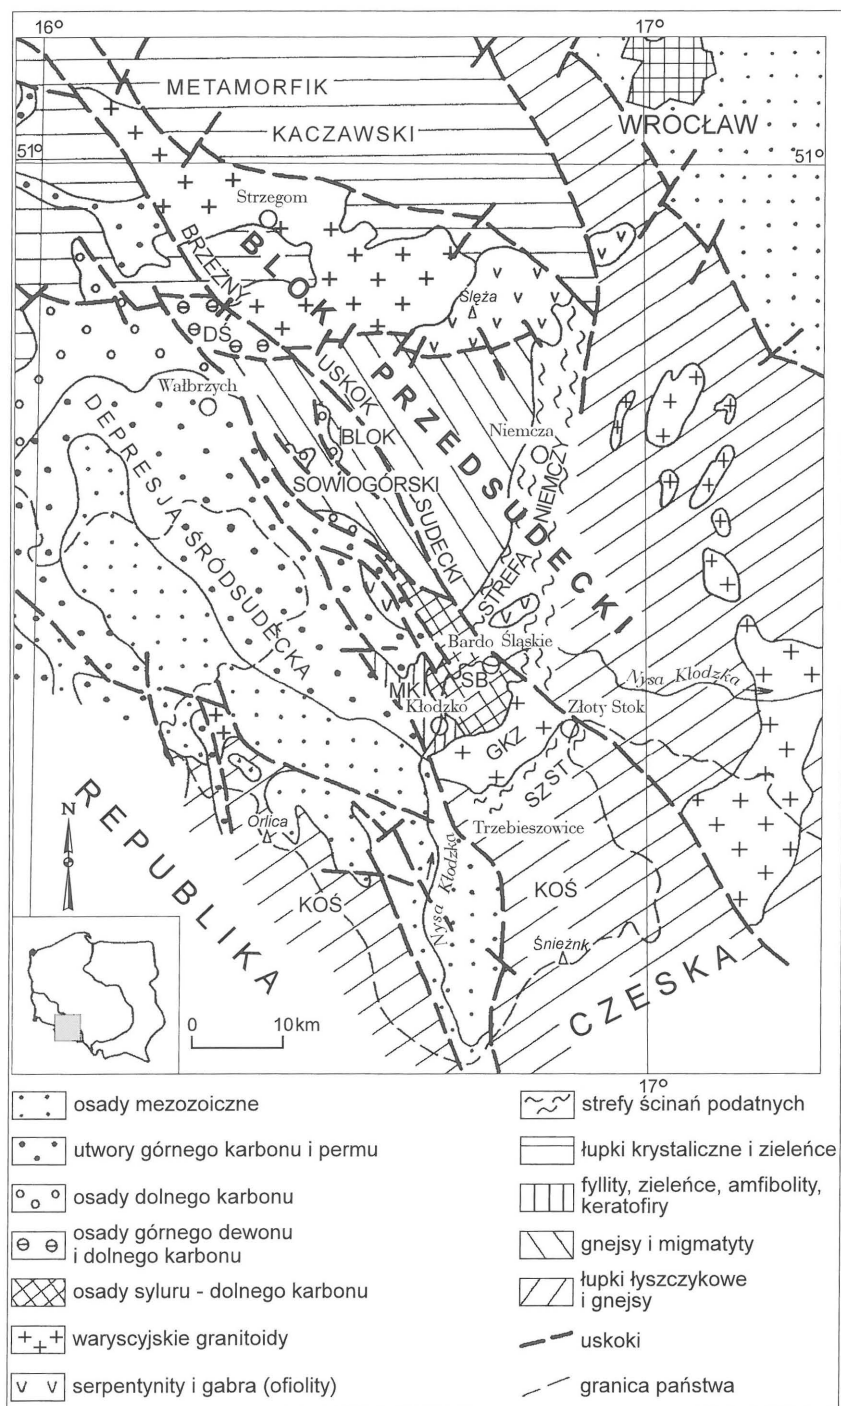 16°
17°
METAMORFIK
KACZAWSKI
WROCŁAW
51°
51°
Strzegom
BRZEŻNY
BLOK
Ślęża
DŚ
USKOK
PRZEDSUDECKI
Wałbrzych
DEPRESJA ŚRÓDSUDECKA
BLOK
Niemcza
SOWIOGÓRSKI
SUDECKI
STREFA NIEMCZY
Bardo Śląskie
Nysa Kłodzka
MK
SB
Kłodzko
Złoty Stok
GKZ
SZST
REPUBLIKA
N
Orlica
Trzebieszowice
Nysa Kłodzka
KOŚ
KOŚ
Śnieżnk
CZESKA
0 10 km
17°
osady mezozoiczne
utwory górnego karbonu i permu
osady dolnego karbonu
osady górnego dewonu
i dolnego karbonu
osady syluru - dolnego karbonu
waryscyjskie granitoidy
serpentynity i gabra (ofiolity)
strefy ścinań podatnych
łupki krystaliczne i zieleńce
fyllity, zieleńce, amfibolity,
keratofiry
gnejsy i migmatyty
łupki łyszczykowe
i gnejsy
uskoki
granica państwa